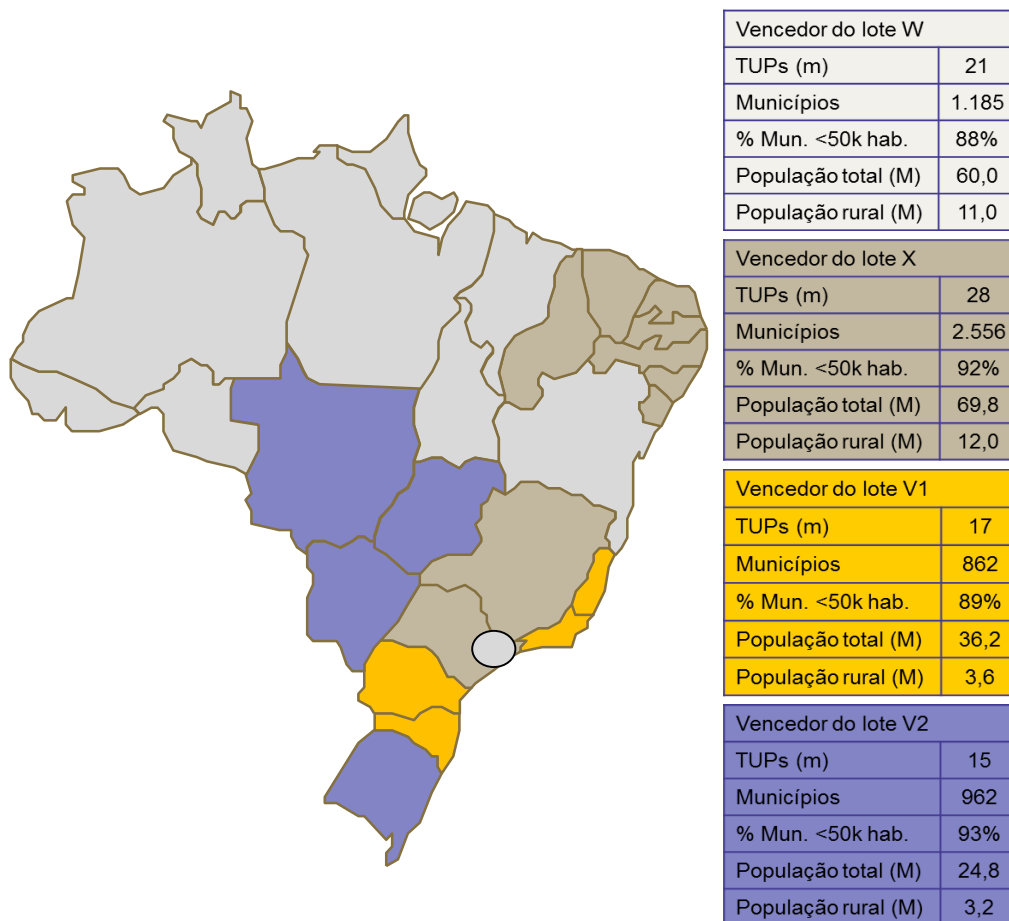 Vencedor do lote W
TUPs (m) 21
Municípios 1.185
% Mun. <50k hab. 88%
População total (M) 60,0
População rural (M) 11,0
Vencedor do lote X
TUPs (m) 28
Municípios 2.556
% Mun. <50k hab. 92%
População total (M) 69,8
População rural (M) 12,0
Vencedor do lote V1
TUPs (m) 17
Municípios 862
% Mun. <50k hab. 89%
População total (M) 36,2
População rural (M) 3,6
Vencedor do lote V2
TUPs (m) 15
Municípios 962
% Mun. <50k hab. 93%
População total (M) 24,8
População rural (M) 3,2